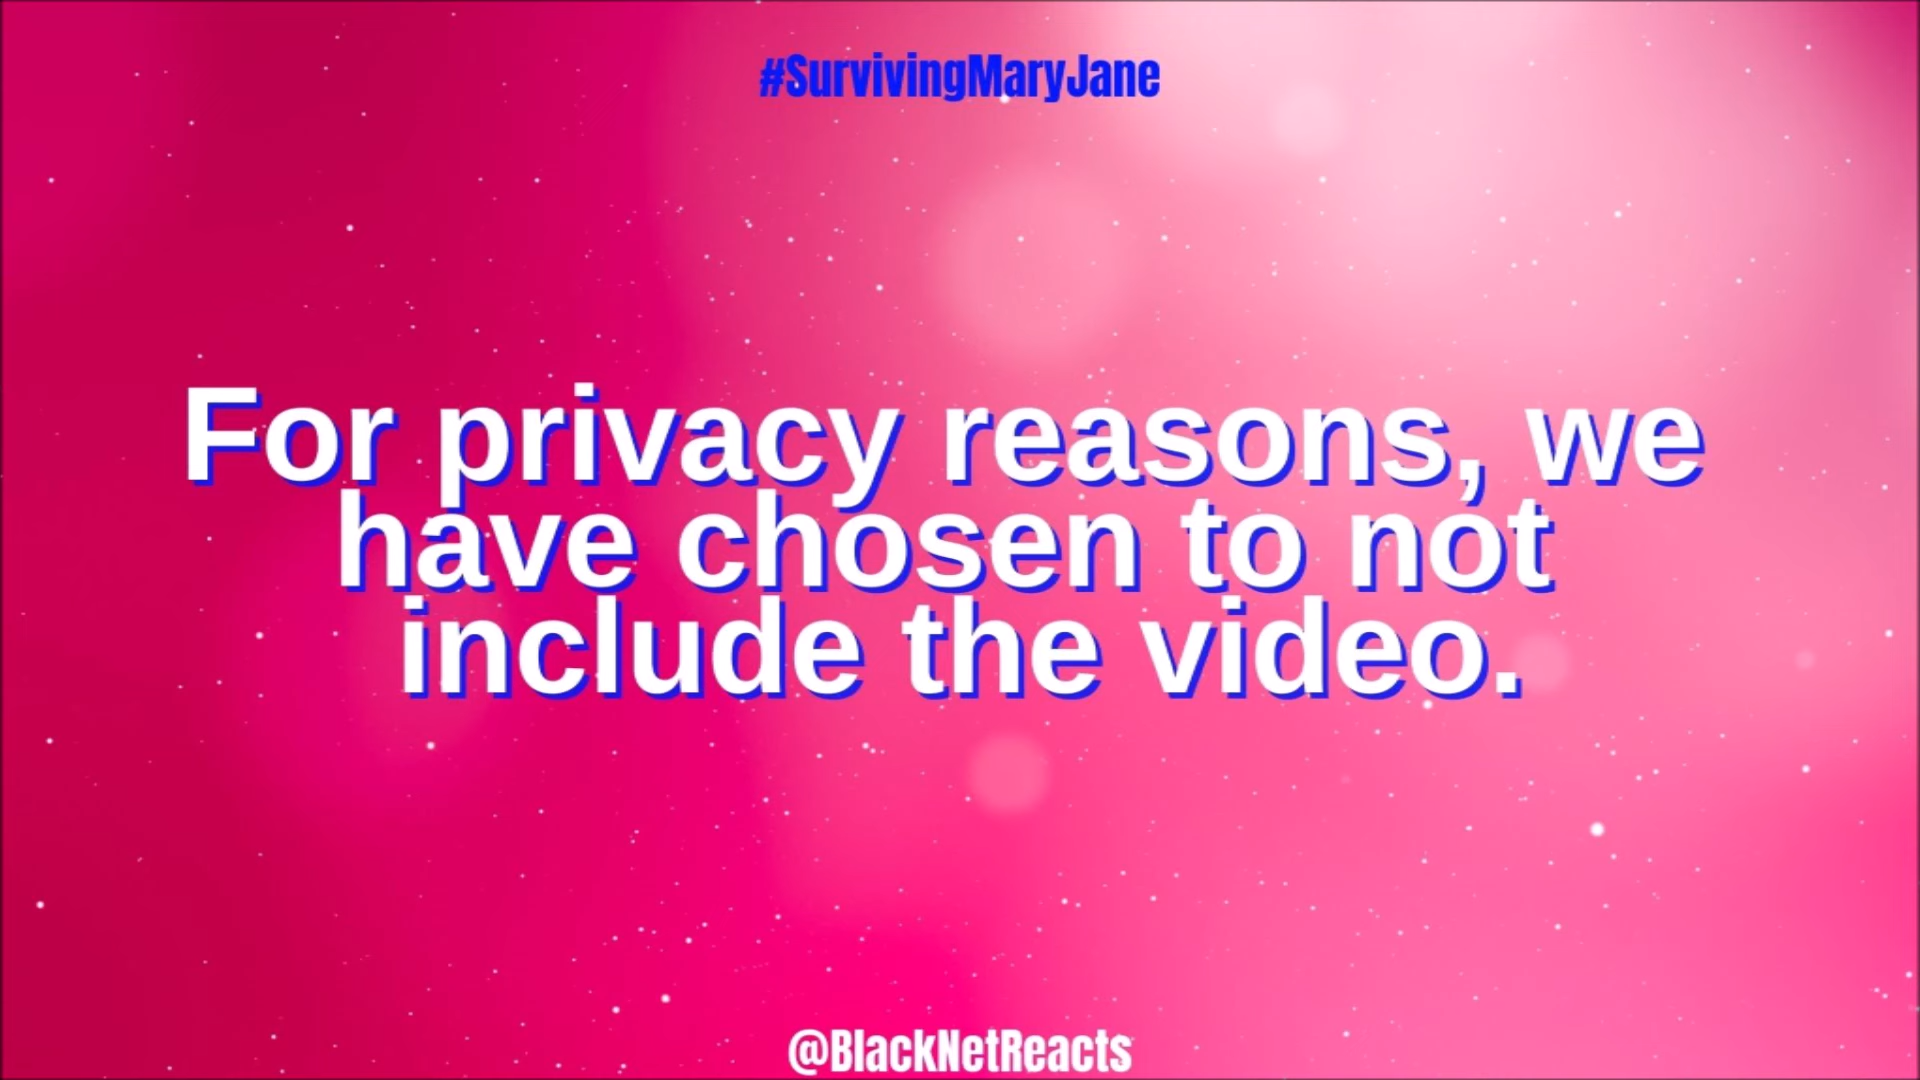 #SurvivingMaryJane
For privacy reasons, we
have chosen to not
include the video.
@BlackNetReacts